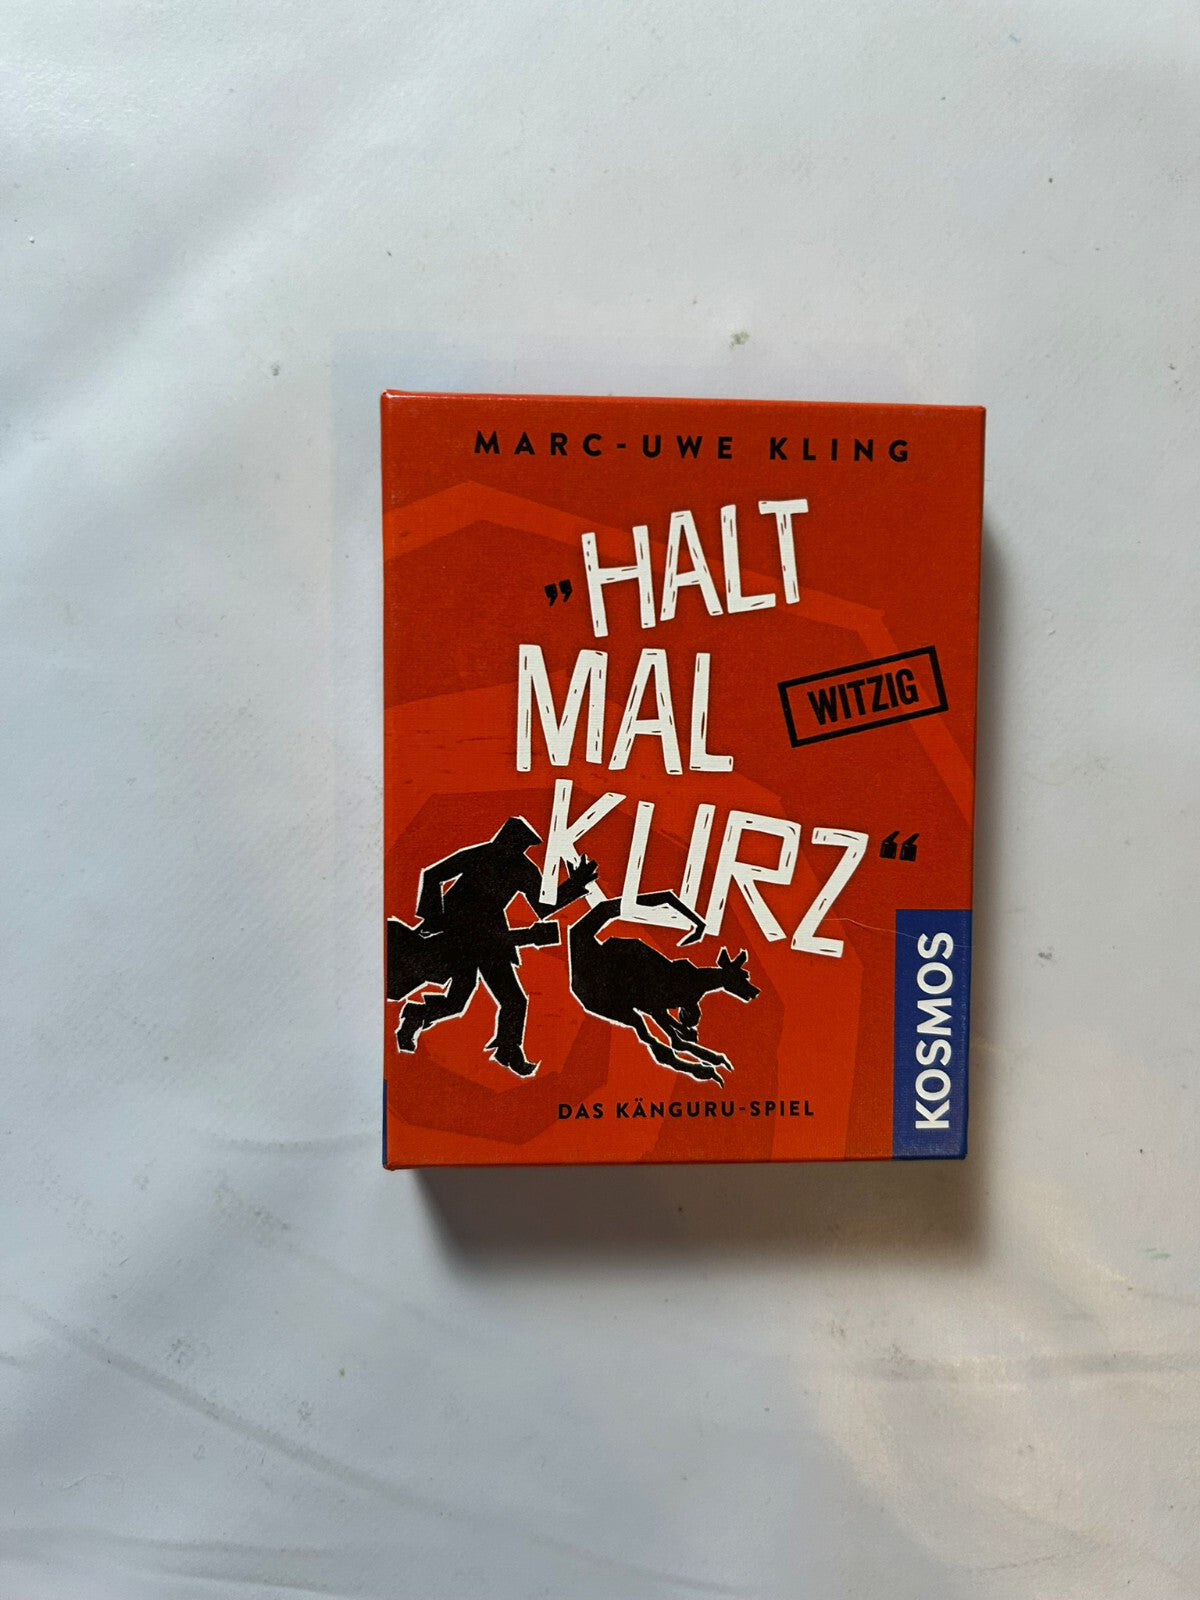 MARC-UWE KLING
„HALT
MAL
KURZ“
WITZIG
DAS KÄNGURU-SPIEL
KOSMOS